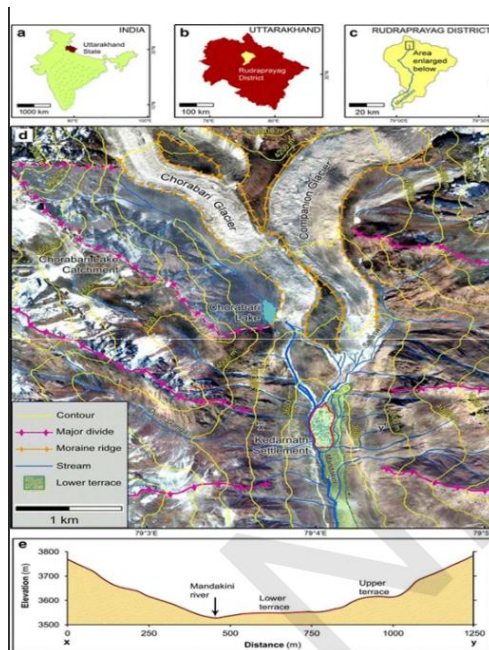 a
INDIA
Uttarakhand
State
1000 km
b
UTTARAKHAND
Rudraprayag
District
100 km
c
RUDRAPRAYAG DISTRICT
Area
enlarged
below
20 km
79°00'E
d
Chorabari Glacier
Companion Glacier
Chorabari Lake
Catchment
Chorabari
Lake
Kedarnath
Settlement
Contour
Major divide
Moraine ridge
Stream
Lower terrace
1 km
79°3'E
79°4'E
e
Elevation (m)
3800
3700
3600
3500
Mandakini
river
Lower
terrace
Upper
terrace
0
250
500
750
1000
1250
x
Distance (m)
y